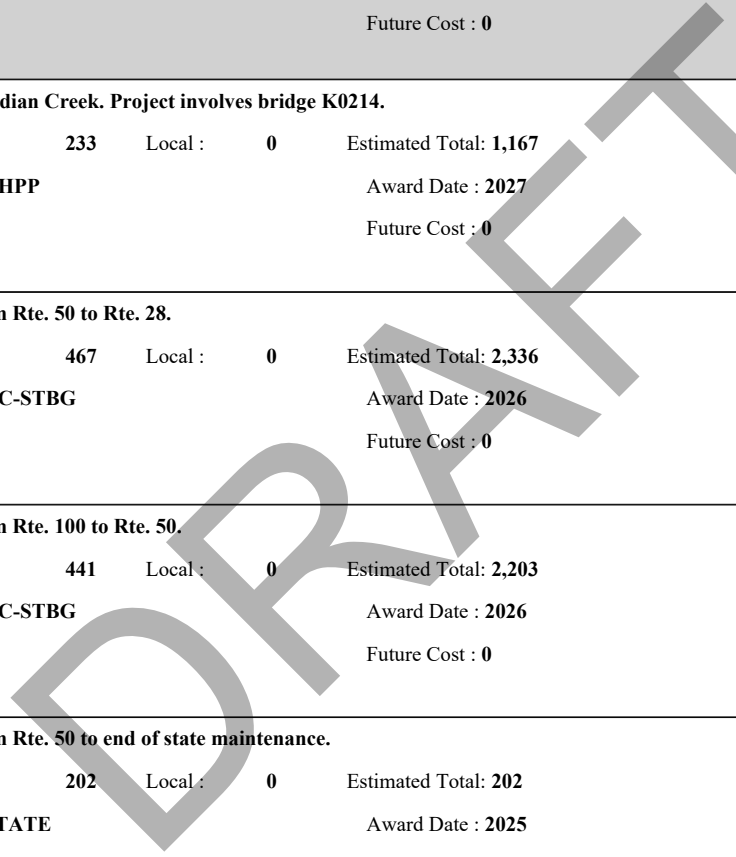 Future Cost : 0
dian Creek. Project involves bridge K0214.
233 Local : 0 Estimated Total: 1,167
HPP Award Date : 2027
Future Cost : 0
n Rte. 50 to Rte. 28.
467 Local : 0 Estimated Total: 2,336
C-STBG Award Date : 2026
Future Cost : 0
n Rte. 100 to Rte. 50.
441 Local : 0 Estimated Total: 2,203
C-STBG Award Date : 2026
Future Cost : 0
n Rte. 50 to end of state maintenance.
202 Local : 0 Estimated Total: 202
TATE Award Date : 2025
DRAFT